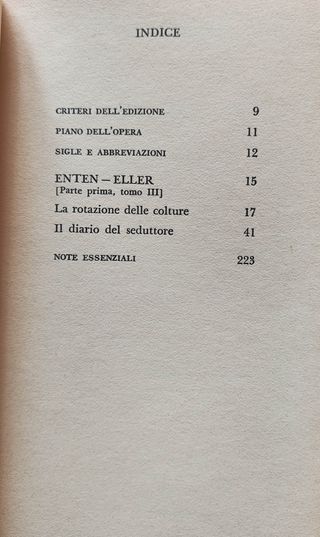 INDICE
CRITERI DELL'EDIZIONE 9
PIANO DELL'OPERA 11
SIGLE E ABBREVIAZIONI 12
ENTEN—ELLER 15
[Parte prima, tomo III]
La rotazione delle colture 17
Il diario del seduttore 41
NOTE ESSENZIALI 223